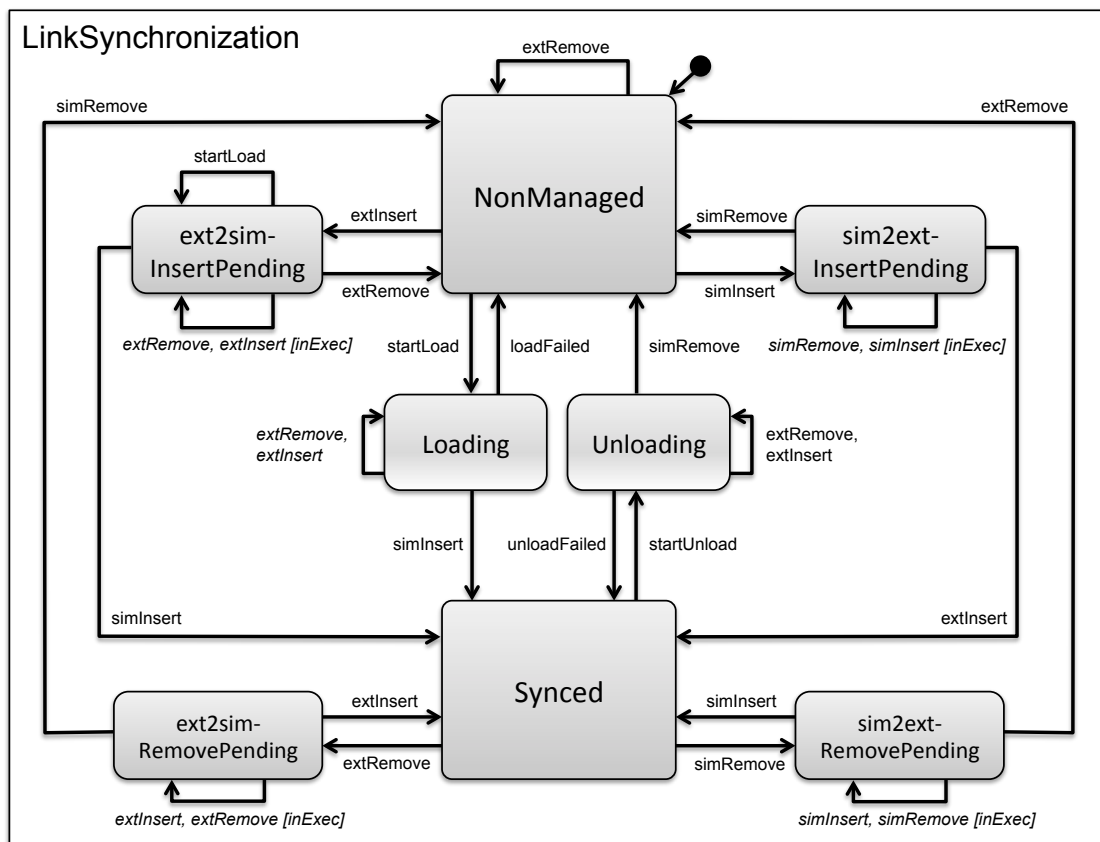 LinkSynchronization
extRemove
simRemove
extRemove
startLoad
NonManaged
extInsert
simRemove
ext2sim-
InsertPending
sim2ext-
InsertPending
extRemove
simInsert
extRemove, extInsert [inExec]
startLoad
loadFailed
simRemove
simRemove, simInsert [inExec]
extRemove,
extInsert
Loading
Unloading
extRemove,
extInsert
simInsert
unloadFailed
startUnload
simInsert
extInsert
Synced
ext2sim-
RemovePending
extInsert
simInsert
sim2ext-
RemovePending
extRemove
simRemove
extInsert, extRemove [inExec]
simInsert, simRemove [inExec]